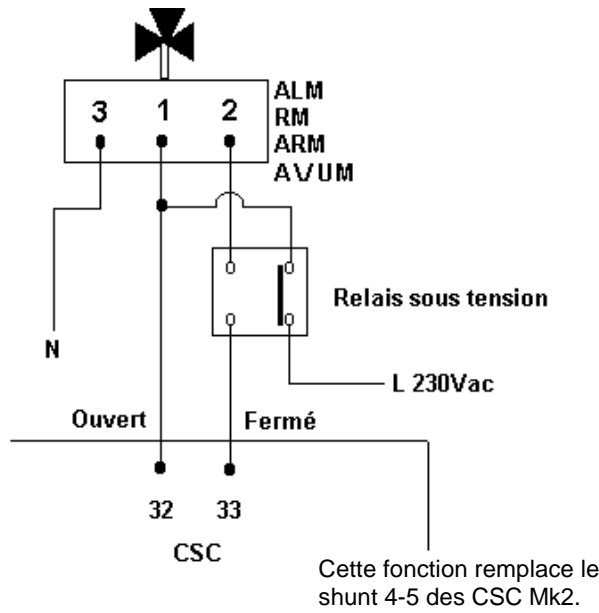 ALM
3 1 2
RM
ARM
AVUM
Relais sous tension
N
L 230Vac
Ouvert
Fermé
32 33
CSC
Cette fonction remplace le
shunt 4-5 des CSC Mk2.